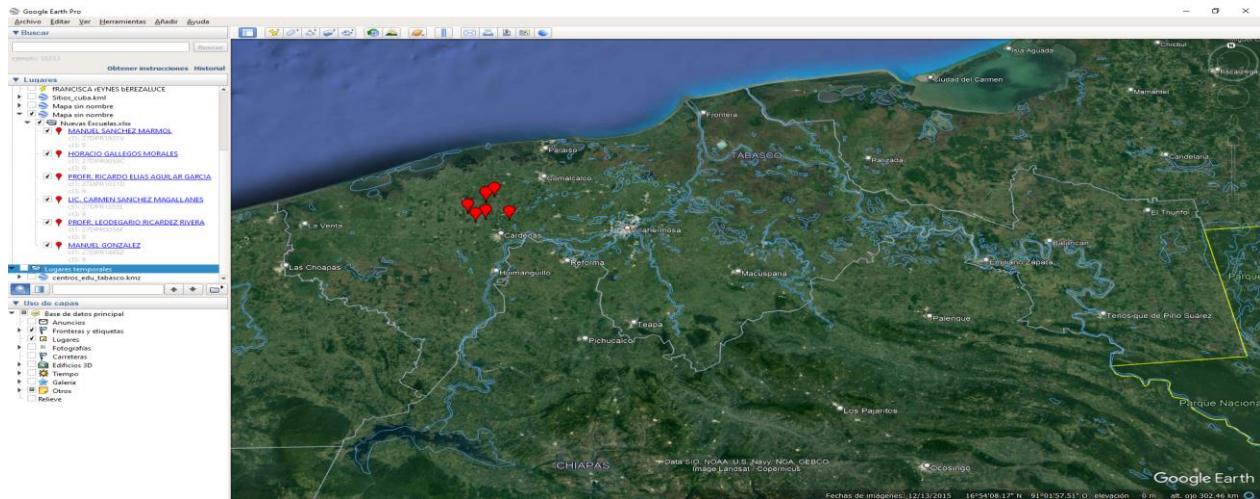 Google Earth Pro
Archivo Editar Ver Herramientas Añadir Ayuda
Buscar
Buscar
Obtener instrucciones Historial
Lugares
fRANCISCA rEYNES bEREZALUCE
Sitios_cuba.kml
Mapa sin nombre
Mapa sin nombre
Nuevas Escuelas.xlsx
MANUEL SANCHEZ MARMOL
HORACIO GALLEGOS MORALES
PROFR. RICARDO ELIAS AGUILAR GARCIA
LIC. CARMEN SANCHEZ MAGALLANES
PROFR. LEODEGARIO RICARDEZ RIVERA
MANUEL GONZALEZ
Lugares temporales
centros_edu_tabasco.kmz
Uso de capas
Base de datos principal
Anuncios
Fronteras y etiquetas
Lugares
Fotografías
Carreteras
Edificios 3D
Tiempo
Galería
Otros
Relieve
Isla Aguada
Chicbul
Escárcega
Ciudad del Carmen
Mamantel
Frontera
Paraíso
TABASCO
Palizada
Candelaria
Comalcalco
El Triunfo
La Venta
Cárdenas
Villahermosa
Balancán
Las Choapas
Huimanguillo
Reforma
Macuspana
Emiliano Zapata
Parque
Teapa
Palenque
Tenosique de Pino Suárez
Pichucalco
Los Pajaritos
Parque Nacional
CHIAPAS
Data SIO, NOAA, U.S. Navy, NGA, GEBCO
Image Landsat / Copernicus
Ocosingo
Google Earth
Fechas de imágenes: 12/13/2015 16°54'08.17" N 91°01'57.51" O elevación 0 m alt. ojo 302.46 km